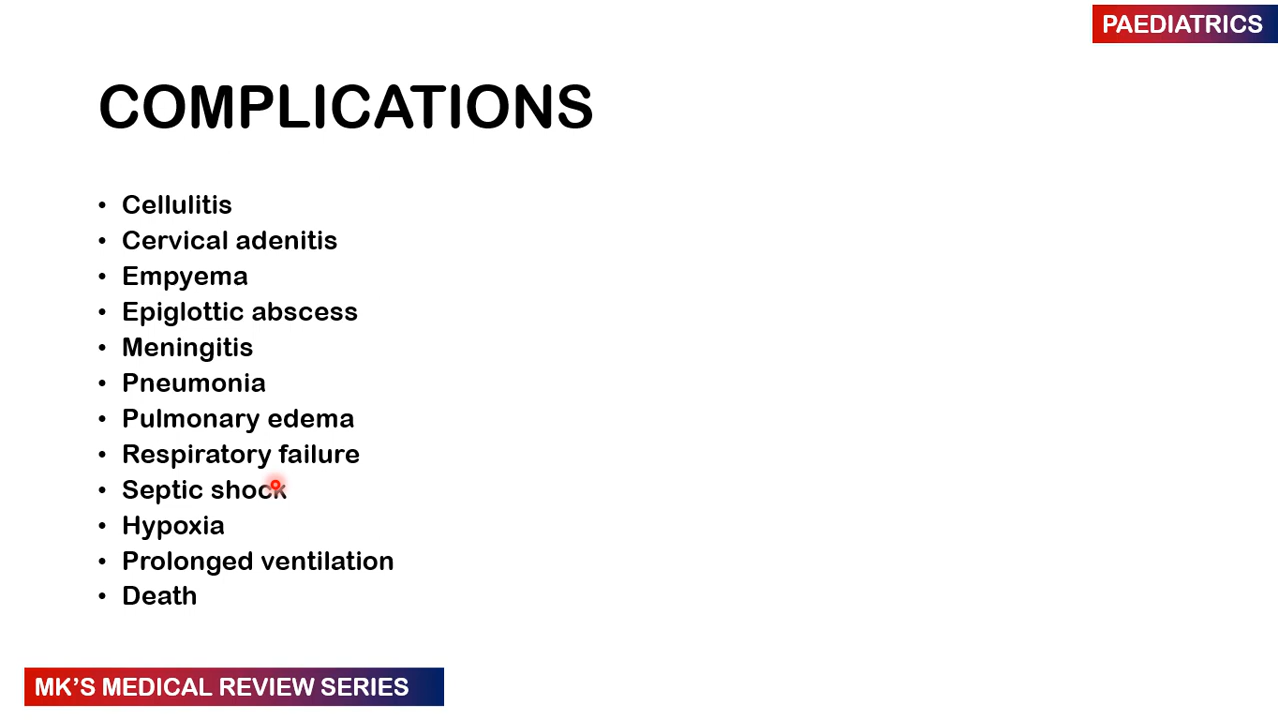 PAEDIATRICS
COMPLICATIONS
• Cellulitis
• Cervical adenitis
• Empyema
• Epiglottic abscess
• Meningitis
• Pneumonia
• Pulmonary edema
• Respiratory failure
• Septic shock
• Hypoxia
• Prolonged ventilation
• Death
MK'S MEDICAL REVIEW SERIES